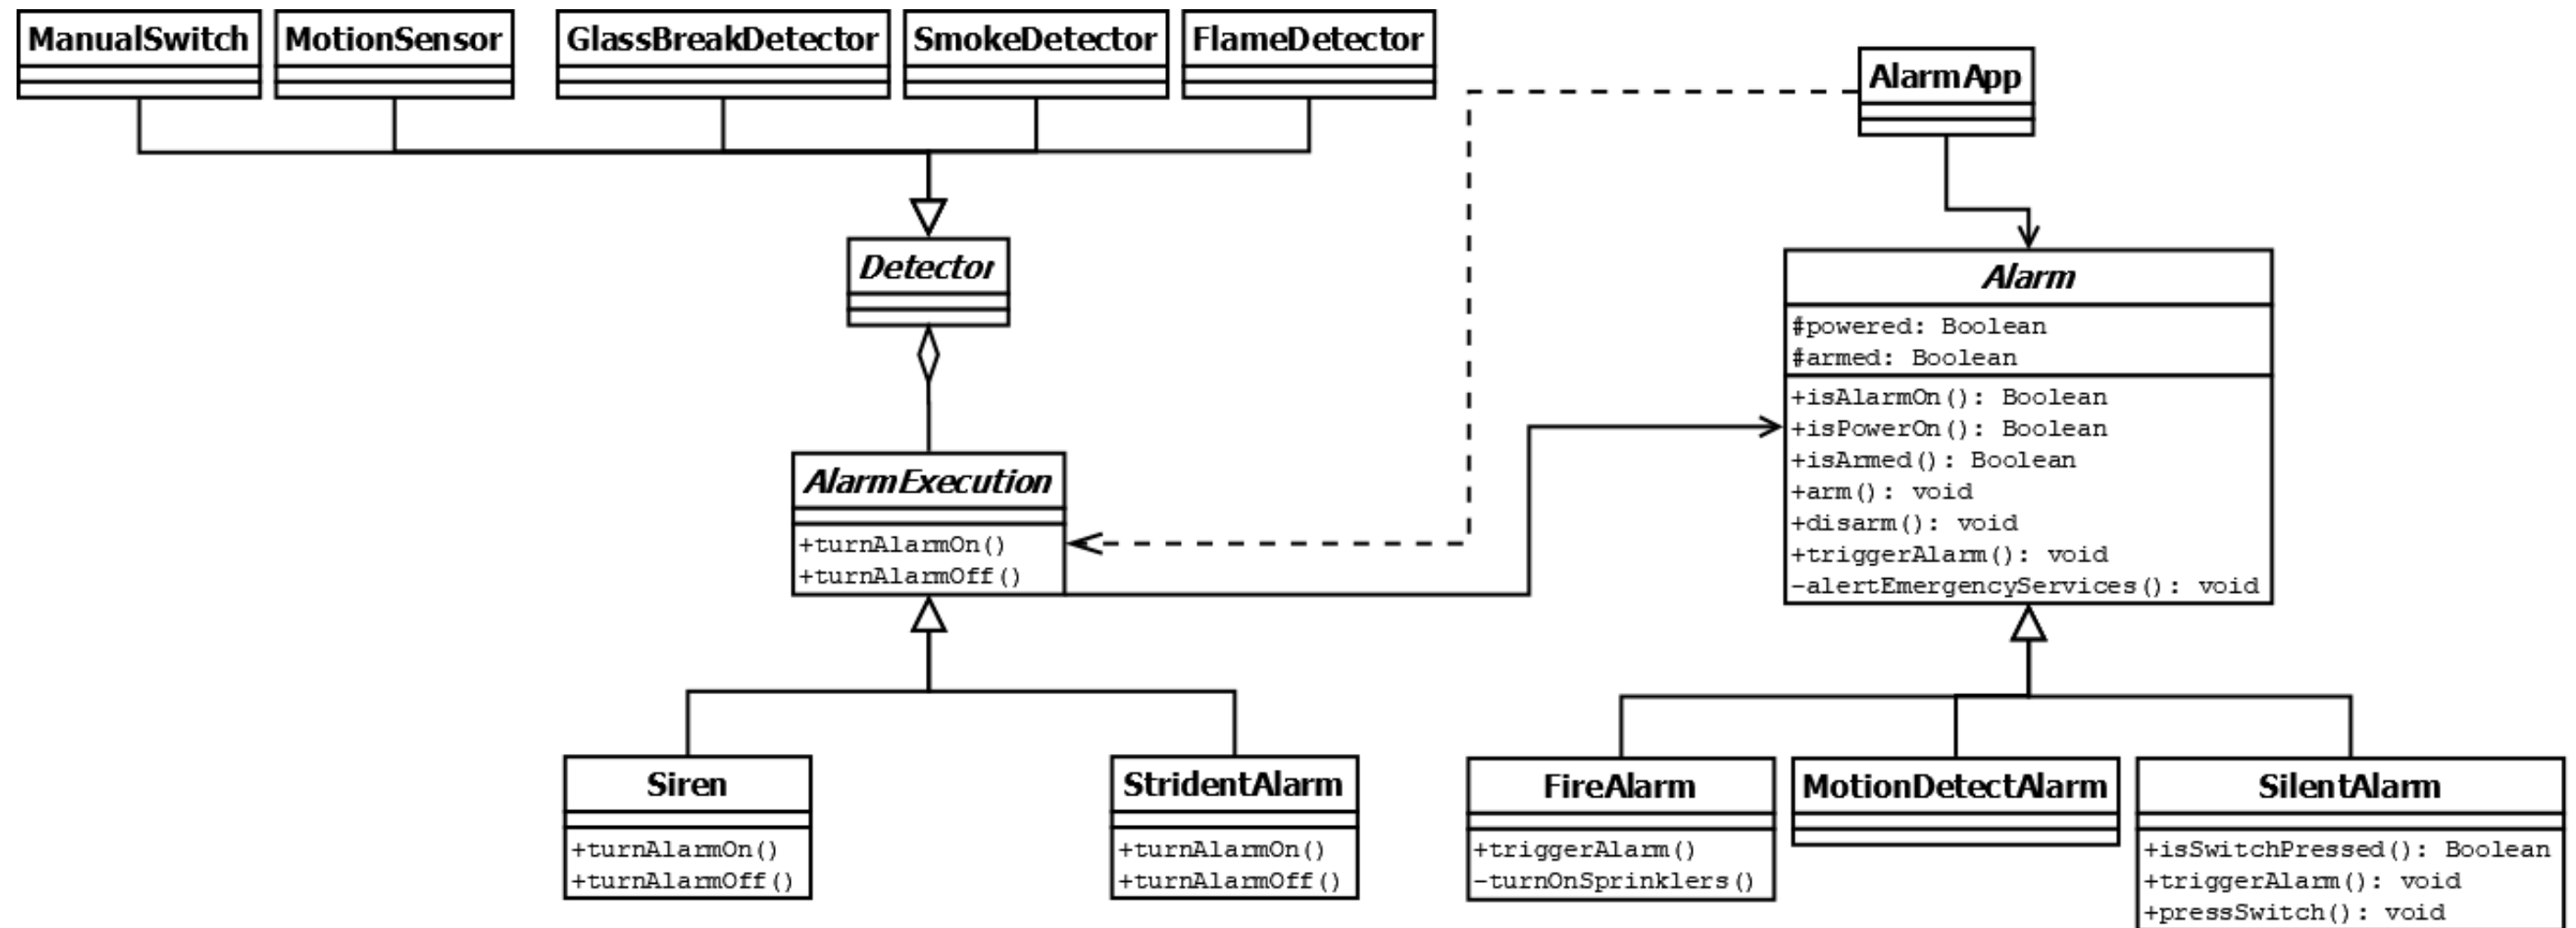 ManualSwitch
MotionSensor
GlassBreakDetector
SmokeDetector
FlameDetector
AlarmApp
Detector
Alarm
#powered: Boolean
#armed: Boolean
+isAlarmOn(): Boolean
+isPowerOn(): Boolean
+isArmed(): Boolean
+arm(): void
+disarm(): void
+triggerAlarm(): void
-alertEmergencyServices(): void
AlarmExecution
+turnAlarmOn()
+turnAlarmOff()
Siren
+turnAlarmOn()
+turnAlarmOff()
StridentAlarm
+turnAlarmOn()
+turnAlarmOff()
FireAlarm
+triggerAlarm()
-turnOnSprinklers()
MotionDetectAlarm
SilentAlarm
+isSwitchPressed(): Boolean
+triggerAlarm(): void
+pressSwitch(): void